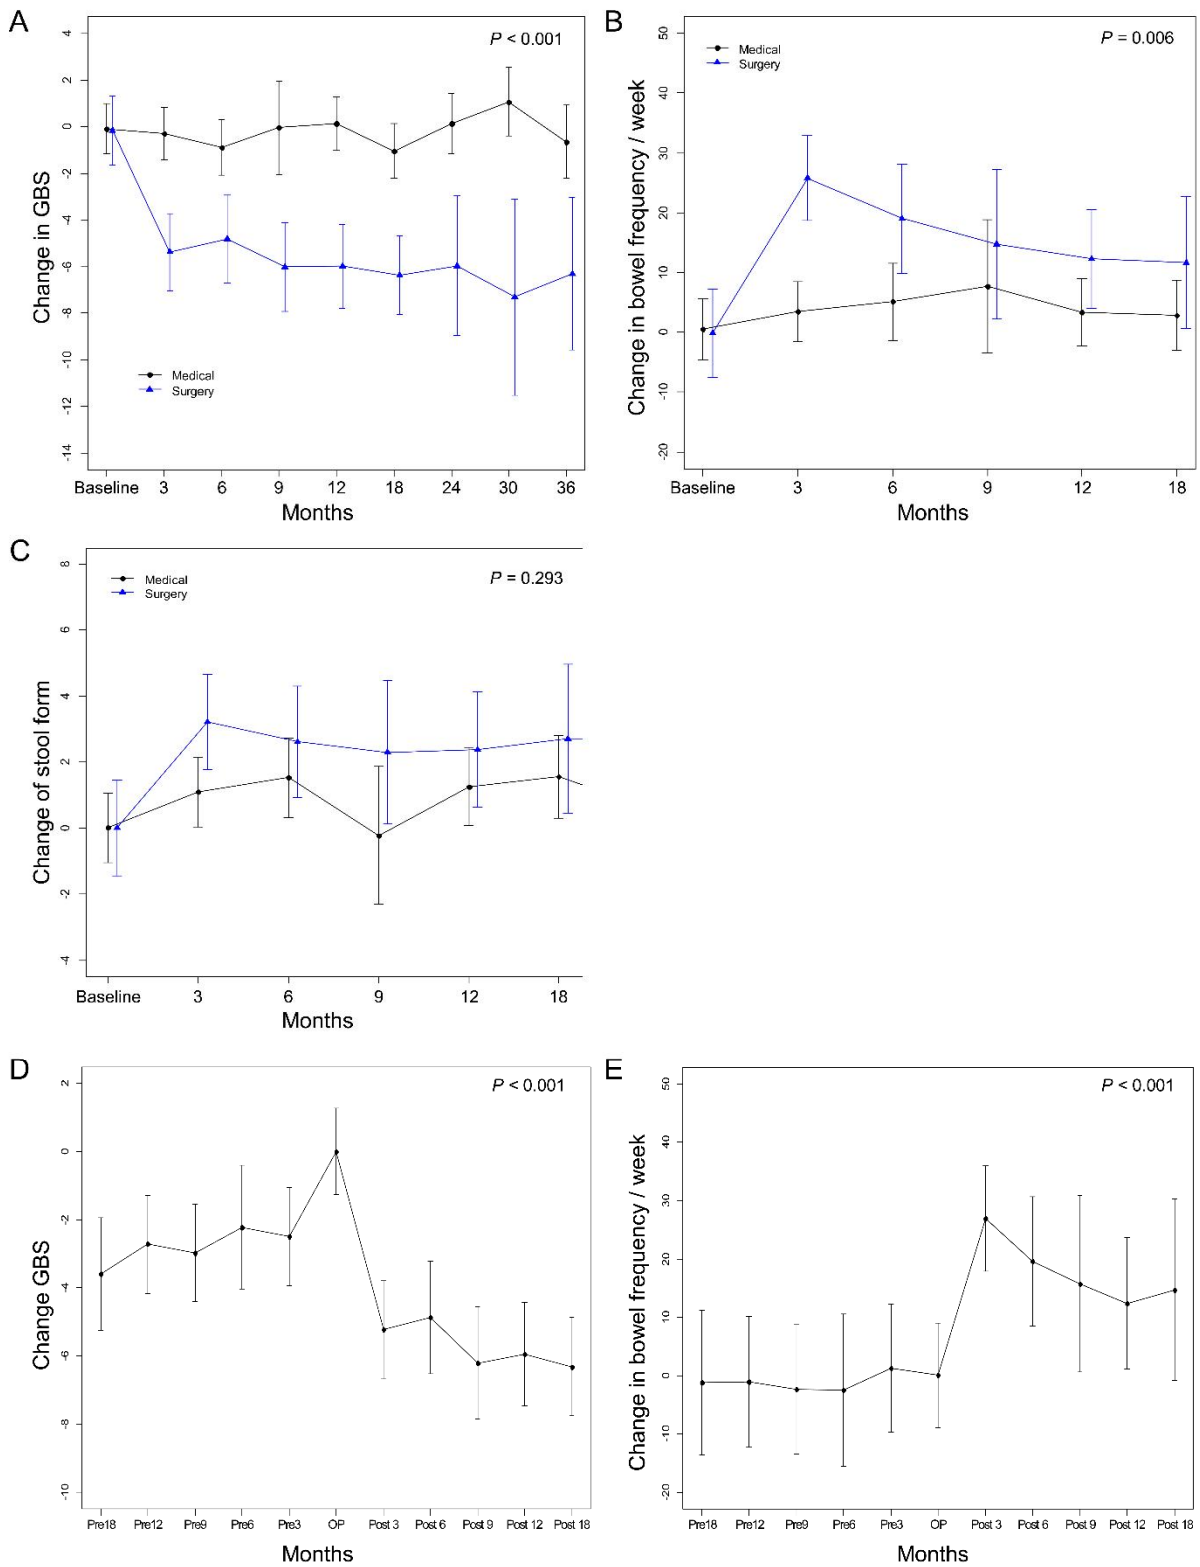 A
P < 0.001
4
2
0
-2
-4
-6
-8
-10
-12
-14
Change in GBS
Medical
Surgery
Baseline 3 6 9 12 18 24 30 36
Months
B
P = 0.006
50
40
30
20
10
0
-10
-20
Change in bowel frequency / week
Medical
Surgery
Baseline 3 6 9 12 18
Months
C
P = 0.293
8
6
4
2
0
-2
-4
Change of stool form
Medical
Surgery
Baseline 3 6 9 12 18
Months
D
P < 0.001
2
0
-2
-4
-6
-8
-10
Change GBS
Pre18 Pre12 Pre9 Pre6 Pre3 OP Post 3 Post 6 Post 9 Post 12 Post 18
Months
E
P < 0.001
50
40
30
20
10
0
-10
-20
Change in bowel frequency / week
Pre18 Pre12 Pre9 Pre6 Pre3 OP Post 3 Post 6 Post 9 Post 12 Post 18
Months